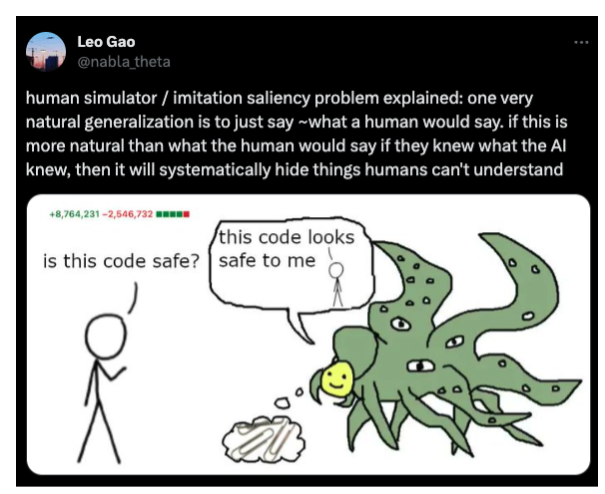 Leo Gao
@nabla_theta
human simulator / imitation saliency problem explained: one very
natural generalization is to just say ~what a human would say. if this is
more natural than what the human would say if they knew what the AI
knew, then it will systematically hide things humans can't understand
+8,764,231 −2,546,732
is this code safe?
this code looks
safe to me